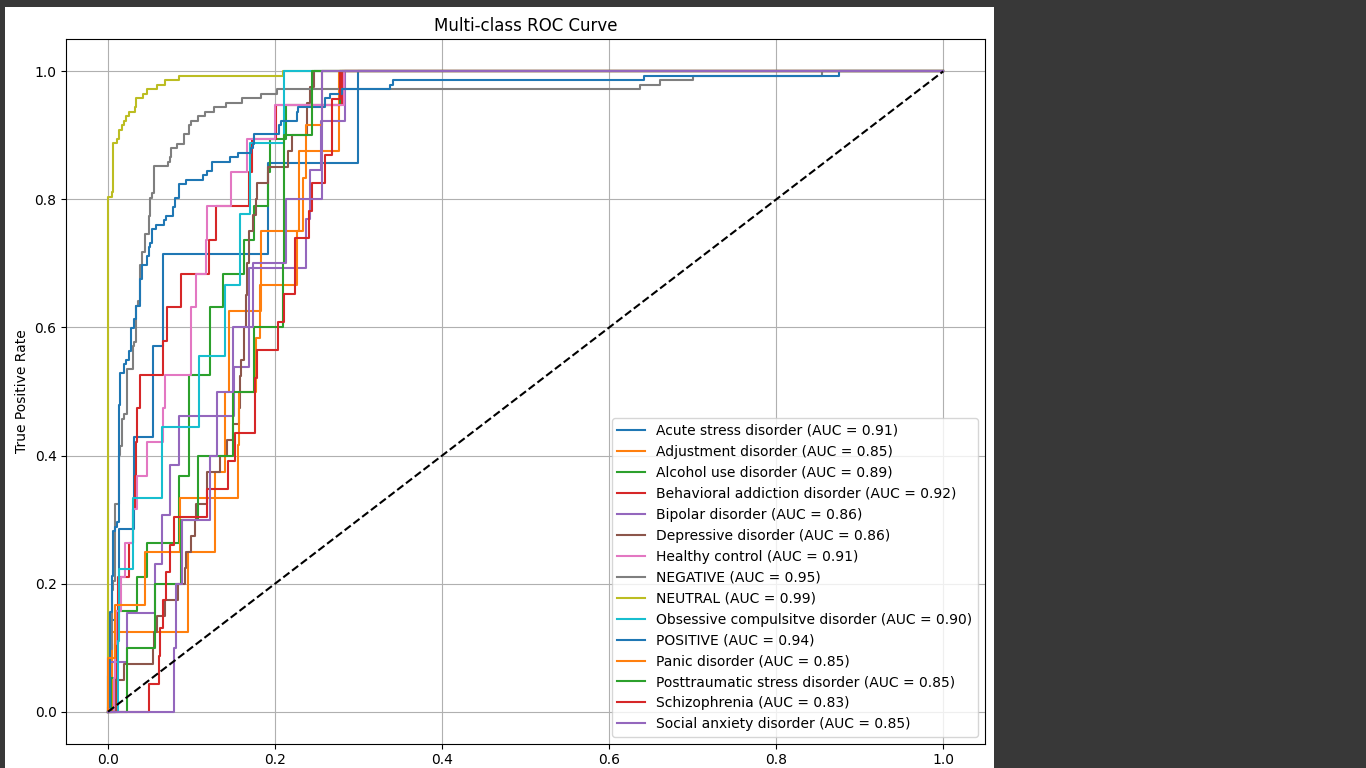 Multi-class ROC Curve
1.0
0.8
0.6
0.4
0.2
0.0
True Positive Rate
Acute stress disorder (AUC = 0.91)
Adjustment disorder (AUC = 0.85)
Alcohol use disorder (AUC = 0.89)
Behavioral addiction disorder (AUC = 0.92)
Bipolar disorder (AUC = 0.86)
Depressive disorder (AUC = 0.86)
Healthy control (AUC = 0.91)
NEGATIVE (AUC = 0.95)
NEUTRAL (AUC = 0.99)
Obsessive compulsitve disorder (AUC = 0.90)
POSITIVE (AUC = 0.94)
Panic disorder (AUC = 0.85)
Posttraumatic stress disorder (AUC = 0.85)
Schizophrenia (AUC = 0.83)
Social anxiety disorder (AUC = 0.85)
0.0 0.2 0.4 0.6 0.8 1.0